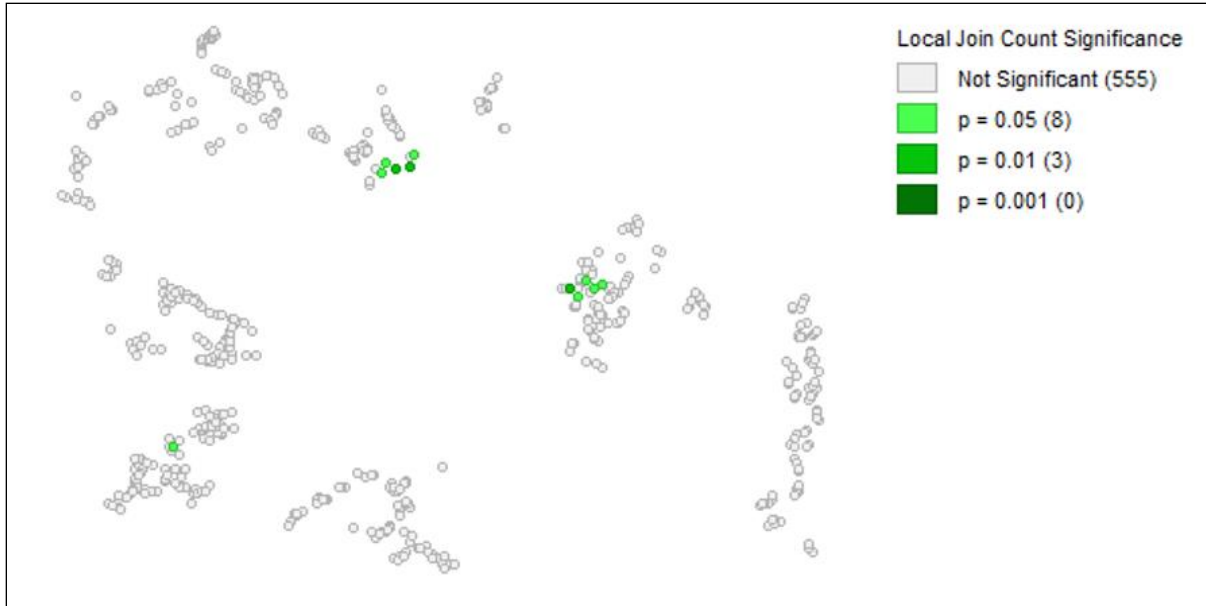 Local Join Count Significance
Not Significant (555)
p = 0.05 (8)
p = 0.01 (3)
p = 0.001 (0)